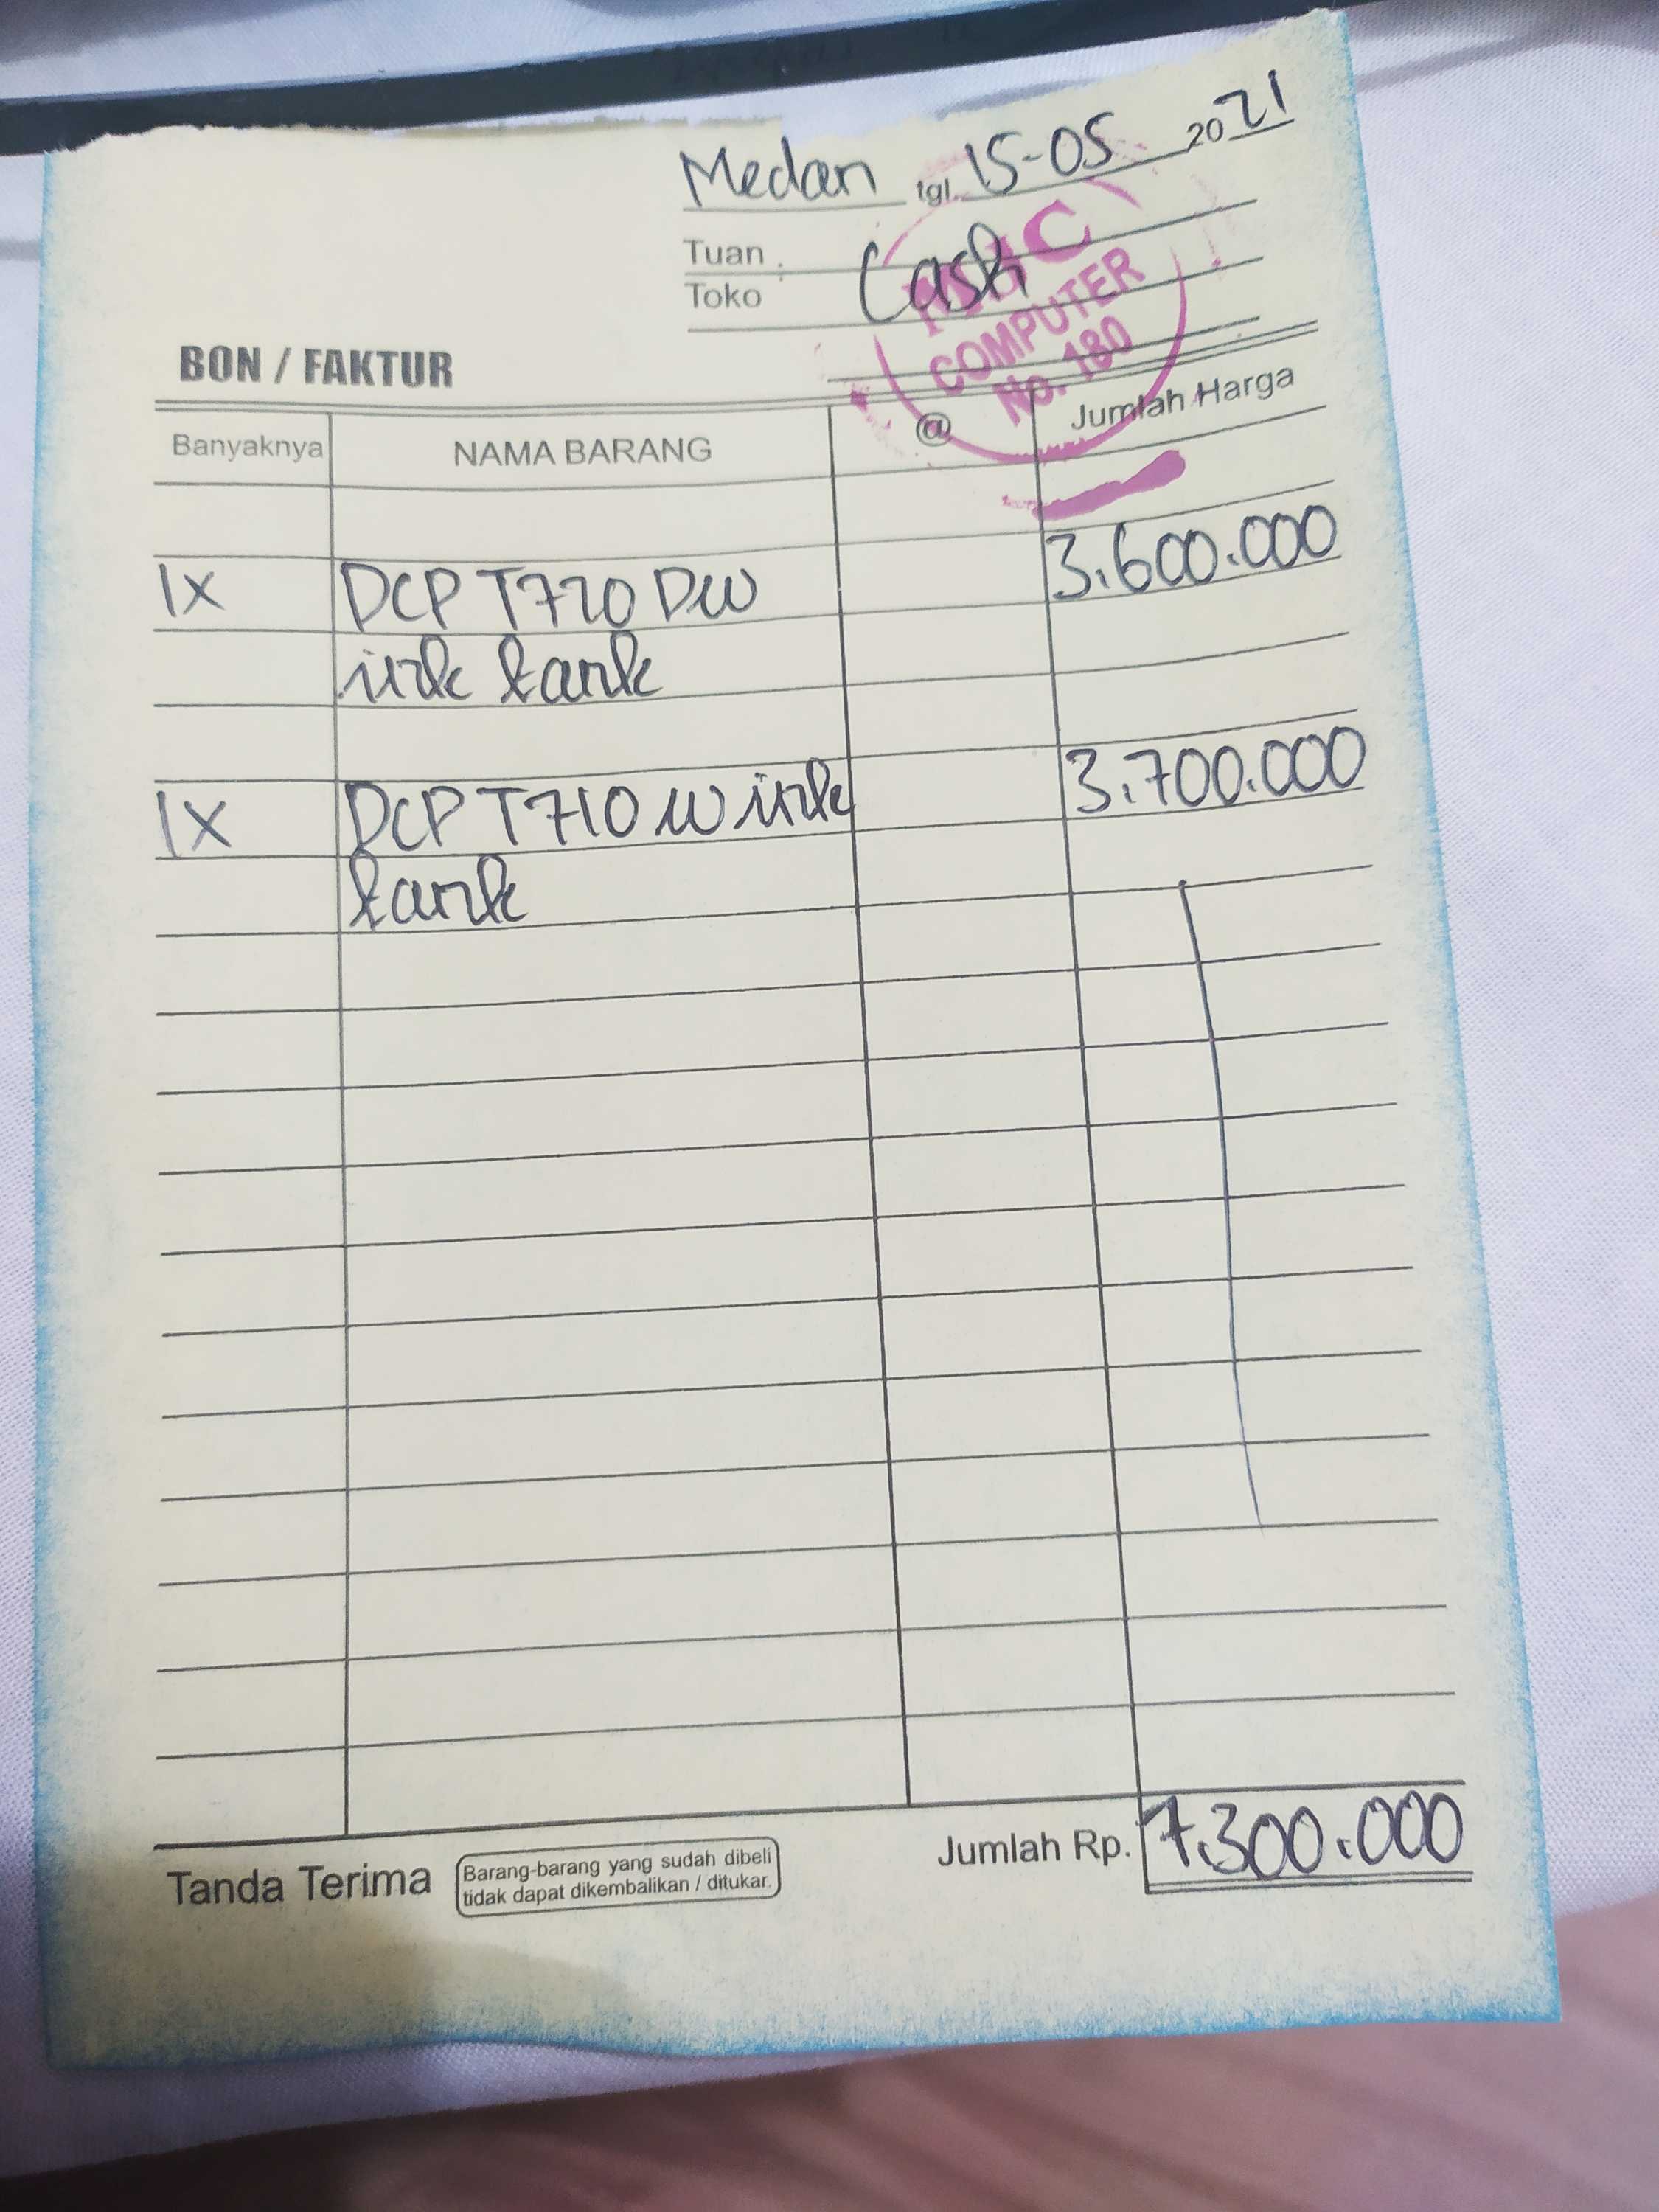 Medan tgl. 15-05 2021
Tuan :
Toko
Cash
C
COMPUTER
No. 180
BON / FAKTUR
Banyaknya NAMA BARANG @ Jumlah Harga
1X DCP T720 DW 3.600.000
ink tank
1X DCP T710 W ink 3.700.000
tank
Jumlah Rp. 7.300.000
Tanda Terima
Barang-barang yang sudah dibeli
tidak dapat dikembalikan / ditukar.